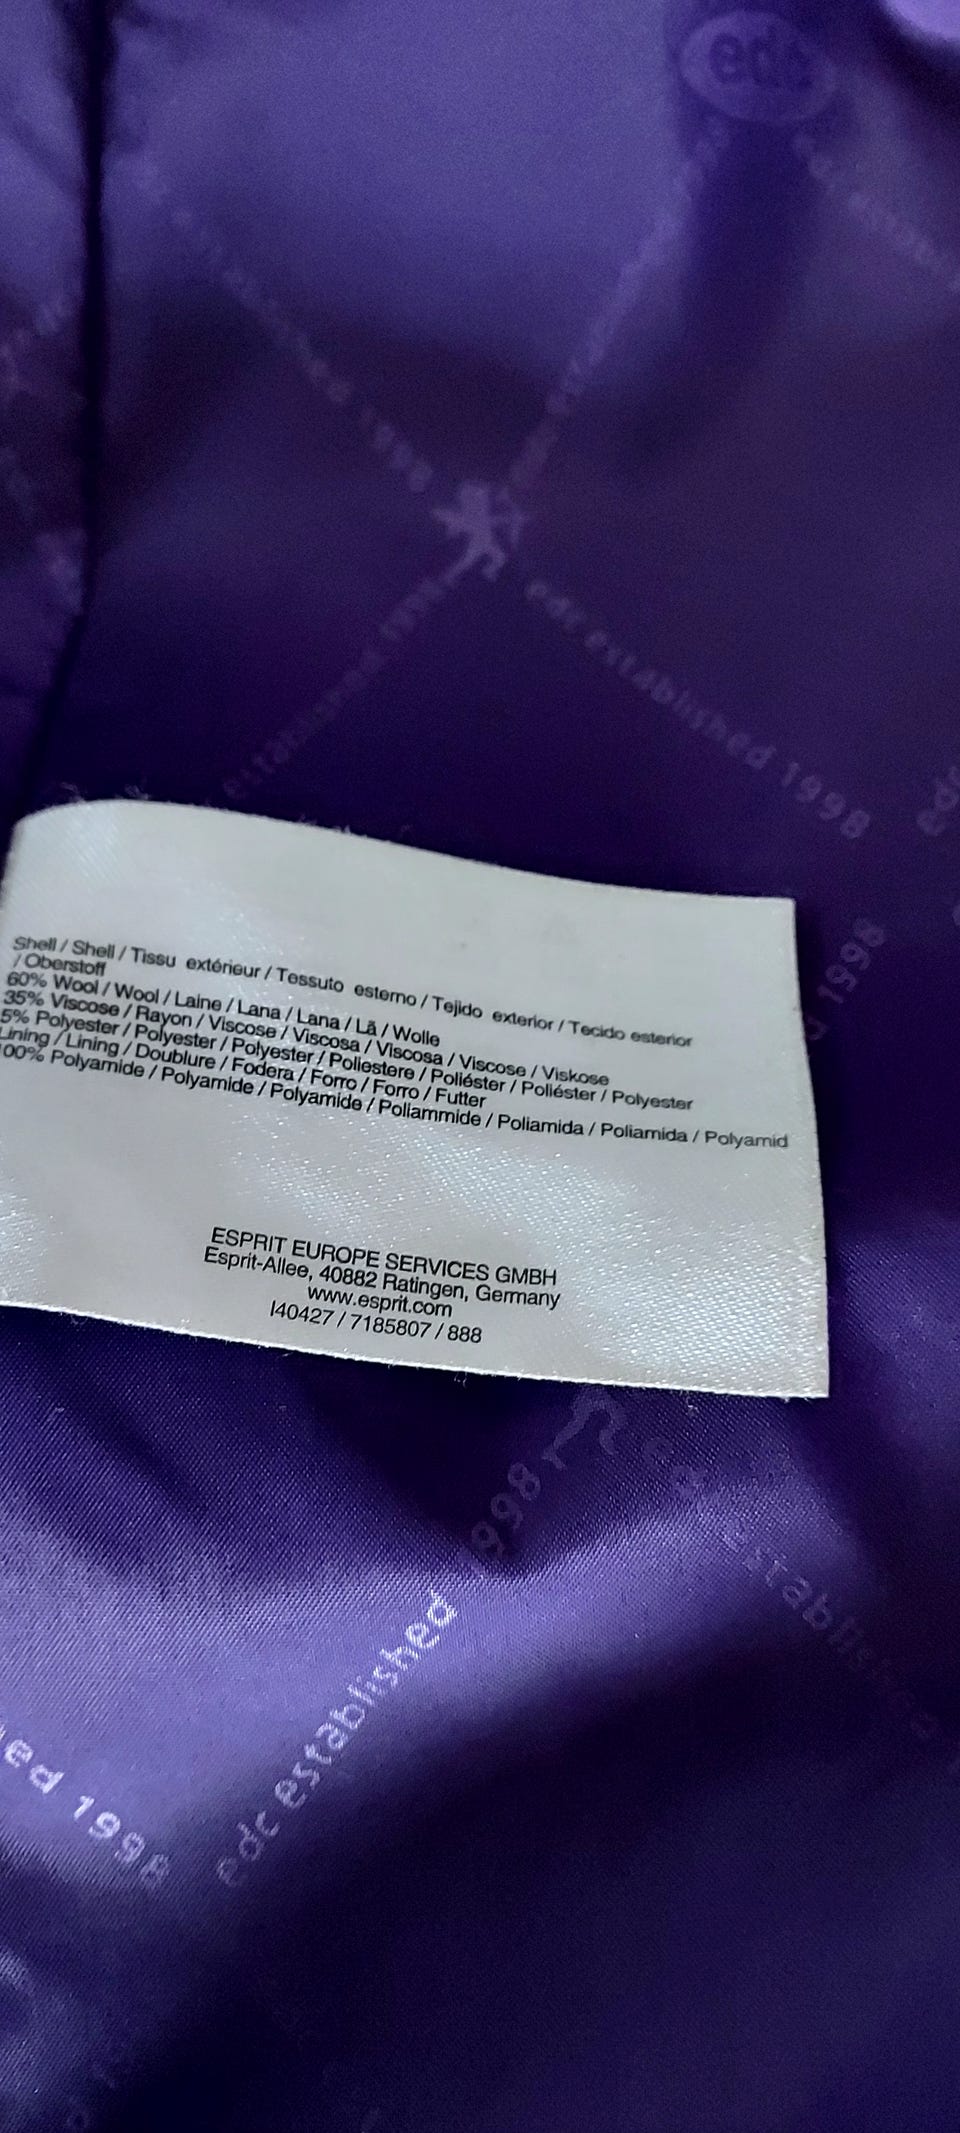 edc
established 1998
edc established 1998
established 1998
1998
Shell / Shell / Tissu extérieur / Tessuto esterno / Tejido exterior / Tecido esterior
/ Oberstoff
60% Wool / Wool / Laine / Lana / Lana / Lã / Wolle
35% Viscose / Rayon / Viscose / Viscosa / Viscosa / Viscose / Viskose
5% Polyester / Polyester / Polyester / Poliestere / Poliéster / Poliéster / Polyester
Lining / Lining / Doublure / Fodera / Forro / Forro / Futter
100% Polyamide / Polyamide / Polyamide / Poliammide / Poliamida / Poliamida / Polyamid
ESPRIT EUROPE SERVICES GMBH
Esprit-Allee, 40882 Ratingen, Germany
www.esprit.com
I40427 / 7185807 / 888
edc established 1998
edc established
ed 1998